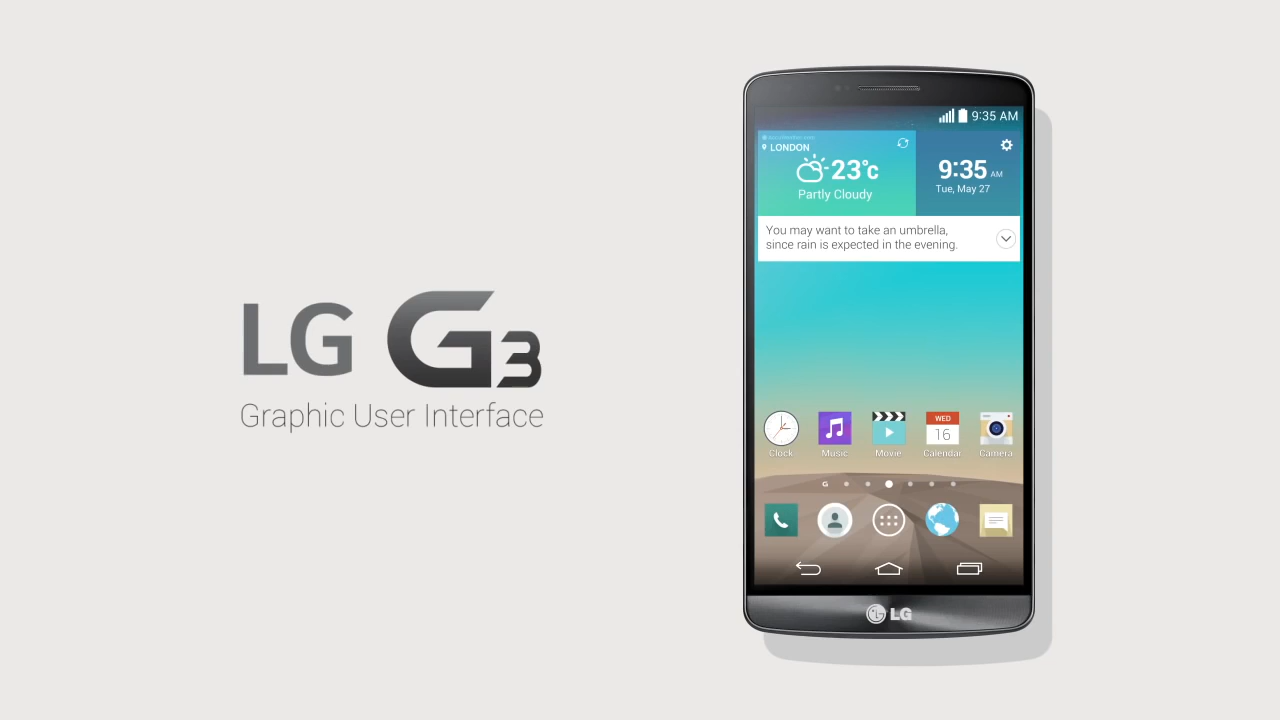 LG G3
Graphic User Interface
9:35 AM
LONDON
23°c
Partly Cloudy
9:35 AM
Tue, May 27
You may want to take an umbrella,
since rain is expected in the evening.
WED
16
Clock Music Movie Calendar Camera
G
LG